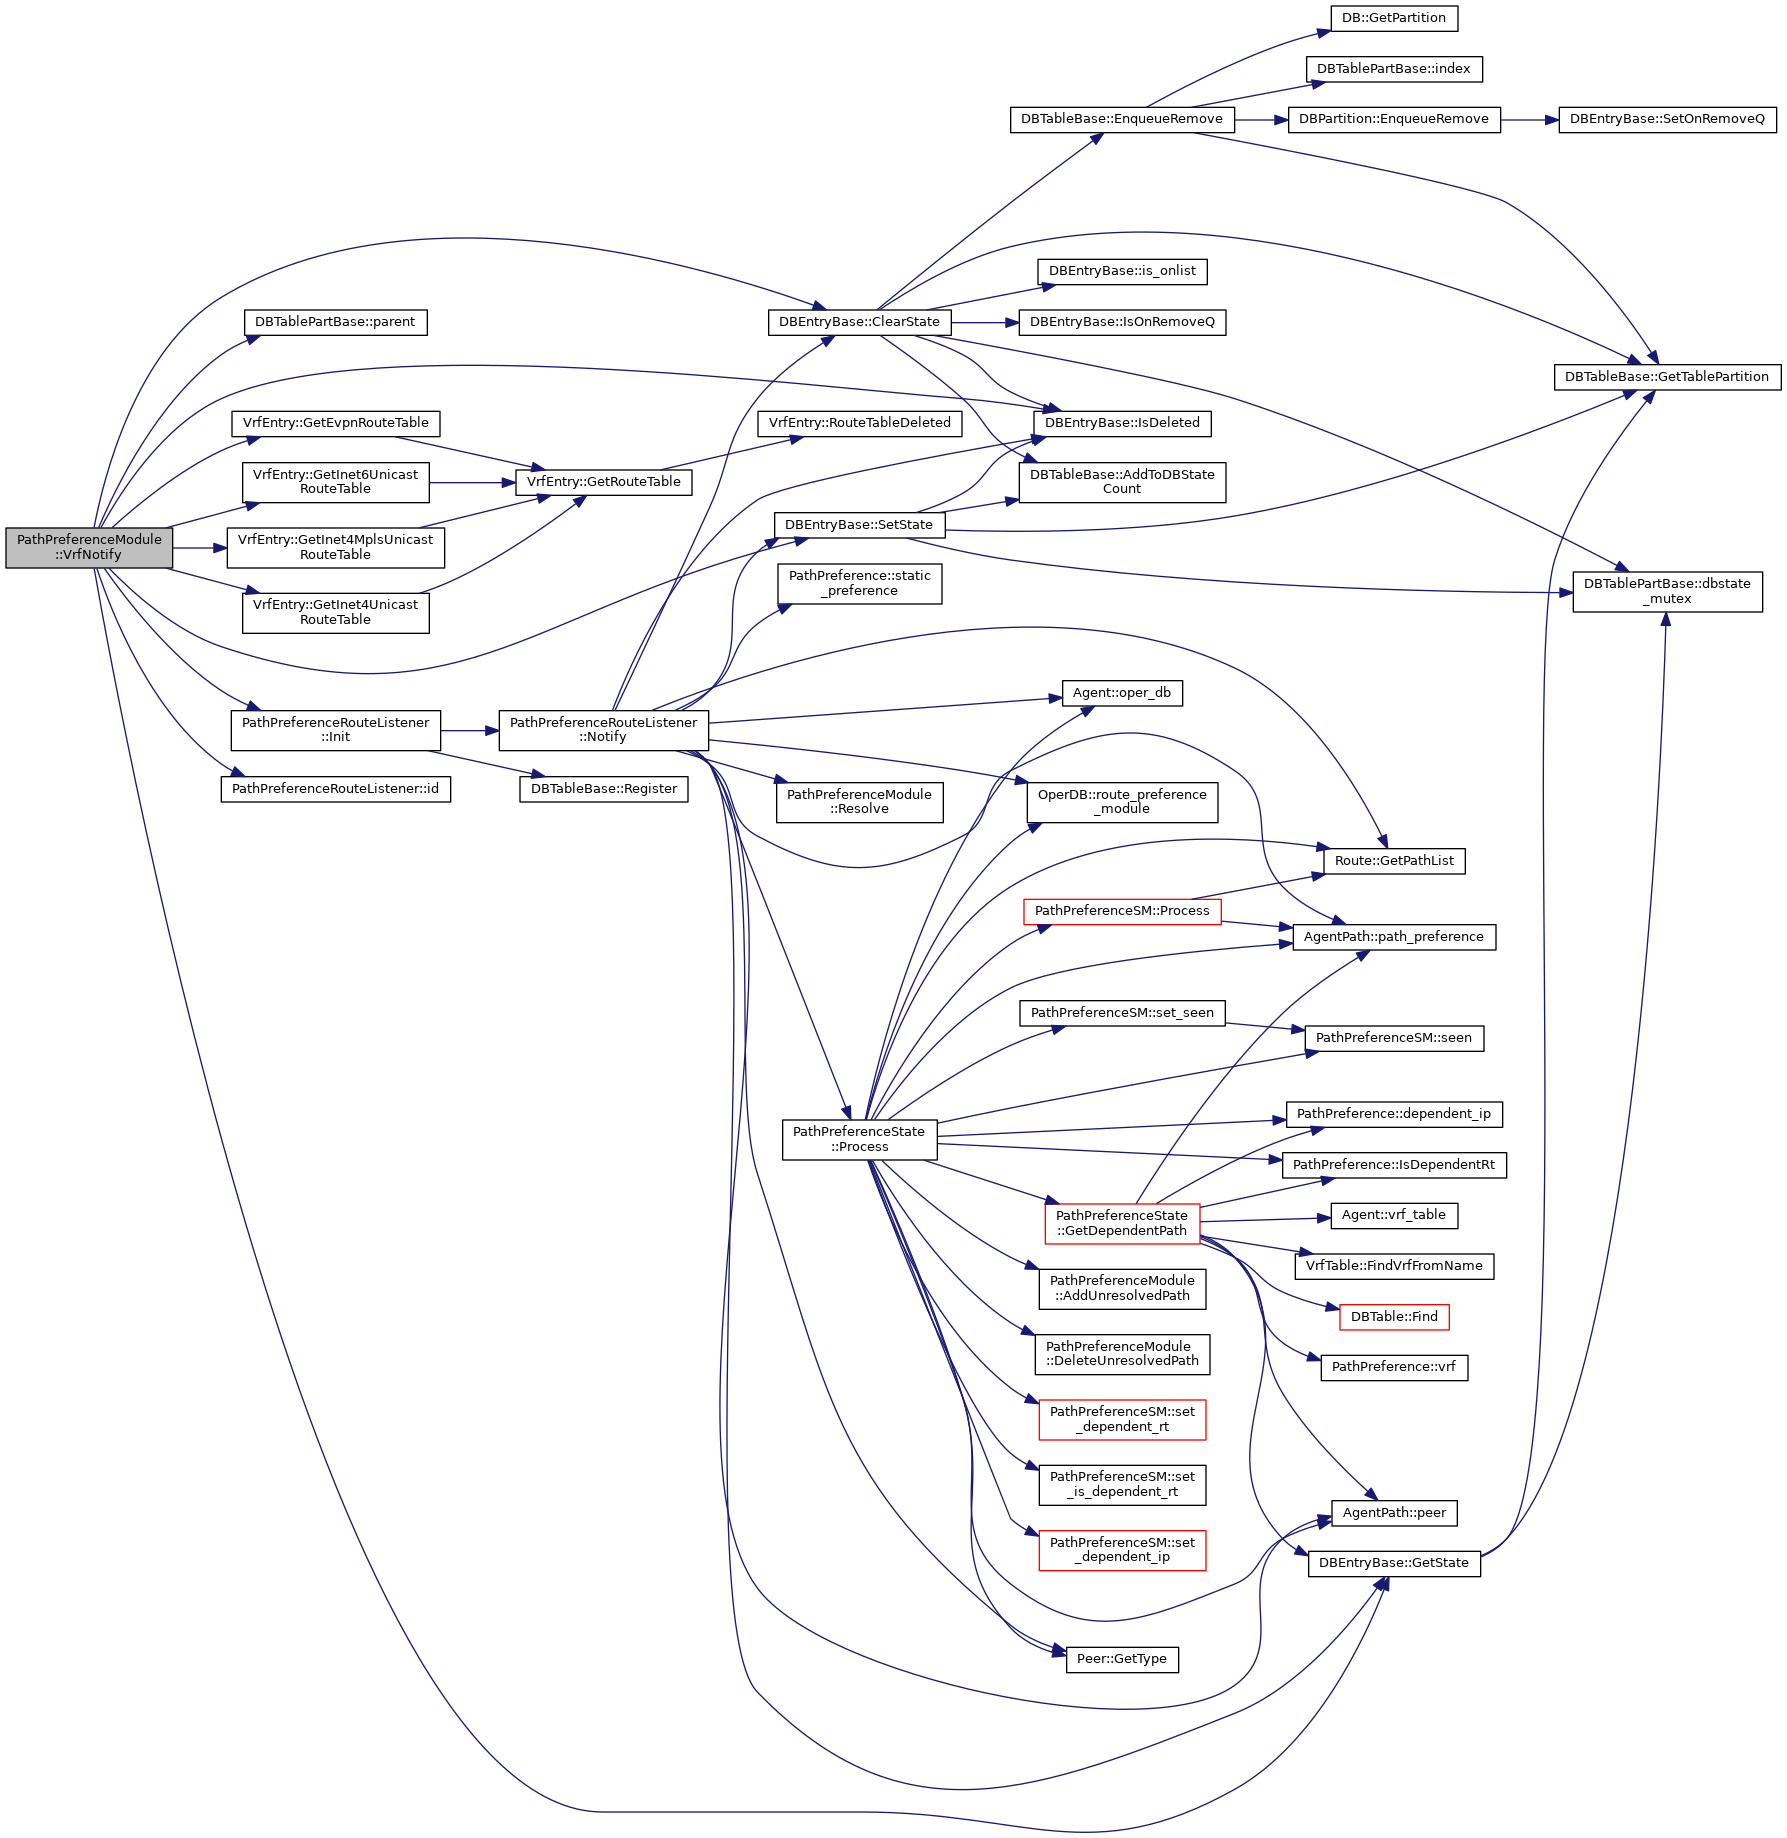 DB::GetPartition
DBTablePartBase::index
DBTableBase::EnqueueRemove
DBPartition::EnqueueRemove
DBEntryBase::SetOnRemoveQ
DBEntryBase::is_onlist
DBTablePartBase::parent
DBEntryBase::ClearState
DBEntryBase::IsOnRemoveQ
DBTableBase::GetTablePartition
VrfEntry::GetEvpnRouteTable
VrfEntry::RouteTableDeleted
DBEntryBase::IsDeleted
VrfEntry::GetInet6Unicast
RouteTable
VrfEntry::GetRouteTable
DBTableBase::AddToDBState
Count
PathPreferenceModule
::VrfNotify
VrfEntry::GetInet4MplsUnicast
RouteTable
DBEntryBase::SetState
VrfEntry::GetInet4Unicast
RouteTable
PathPreference::static
_preference
DBTablePartBase::dbstate
_mutex
Agent::oper_db
PathPreferenceRouteListener
::Init
PathPreferenceRouteListener
::Notify
PathPreferenceRouteListener::id
DBTableBase::Register
PathPreferenceModule
::Resolve
OperDB::route_preference
_module
Route::GetPathList
PathPreferenceSM::Process
AgentPath::path_preference
PathPreferenceSM::set_seen
PathPreferenceSM::seen
PathPreference::dependent_ip
PathPreferenceState
::Process
PathPreference::IsDependentRt
PathPreferenceState
::GetDependentPath
Agent::vrf_table
VrfTable::FindVrfFromName
PathPreferenceModule
::AddUnresolvedPath
DBTable::Find
PathPreferenceModule
::DeleteUnresolvedPath
PathPreference::vrf
PathPreferenceSM::set
_dependent_rt
PathPreferenceSM::set
_is_dependent_rt
AgentPath::peer
PathPreferenceSM::set
_dependent_ip
DBEntryBase::GetState
Peer::GetType